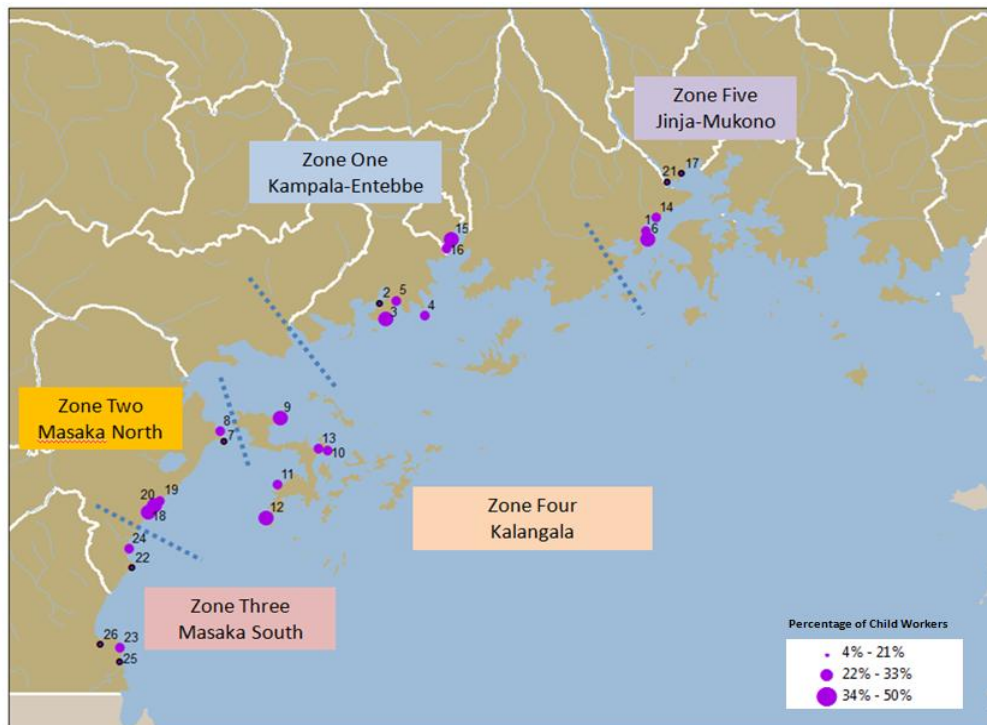 Zone Five
Jinja-Mukono
Zone One
Kampala-Entebbe
17
21
14
1
6
15
16
2
5
3
4
Zone Two
Masaka North
8
7
9
13
10
11
12
20
19
18
Zone Four
Kalangala
24
22
Zone Three
Masaka South
26
23
25
Percentage of Child Workers
4% - 21%
22% - 33%
34% - 50%